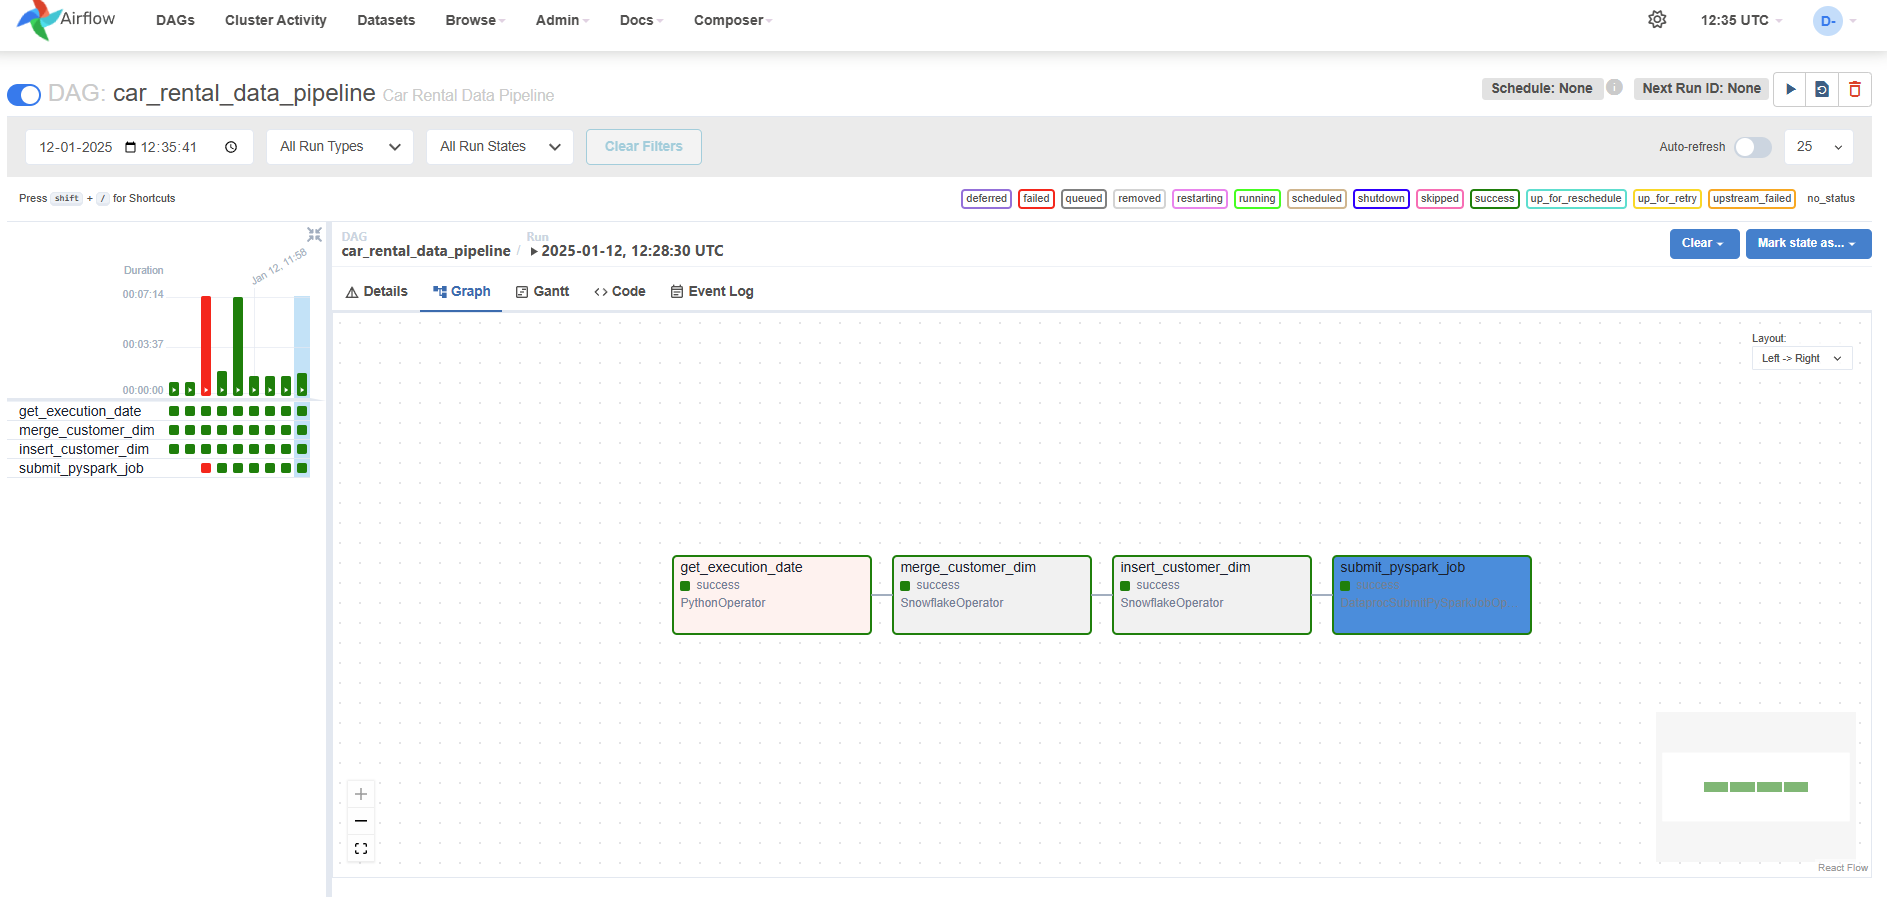 Airflow
DAGs
Cluster Activity
Datasets
Browse
Admin
Docs
Composer
12:35 UTC
D-
DAG: car_rental_data_pipeline Car Rental Data Pipeline
Schedule: None
Next Run ID: None
12-01-2025 12:35:41
All Run Types
All Run States
Clear Filters
Auto-refresh
25
Press shift + / for Shortcuts
deferred
failed
queued
removed
restarting
running
scheduled
shutdown
skipped
success
up_for_reschedule
up_for_retry
upstream_failed
no_status
Duration
Jan 12, 11:58
00:07:14
00:03:37
00:00:00
get_execution_date
merge_customer_dim
insert_customer_dim
submit_pyspark_job
DAG
car_rental_data_pipeline
/
Run
2025-01-12, 12:28:30 UTC
Clear
Mark state as...
Details
Graph
Gantt
Code
Event Log
Layout:
Left -> Right
get_execution_date
success
PythonOperator
merge_customer_dim
success
SnowflakeOperator
insert_customer_dim
success
SnowflakeOperator
submit_pyspark_job
success
React Flow